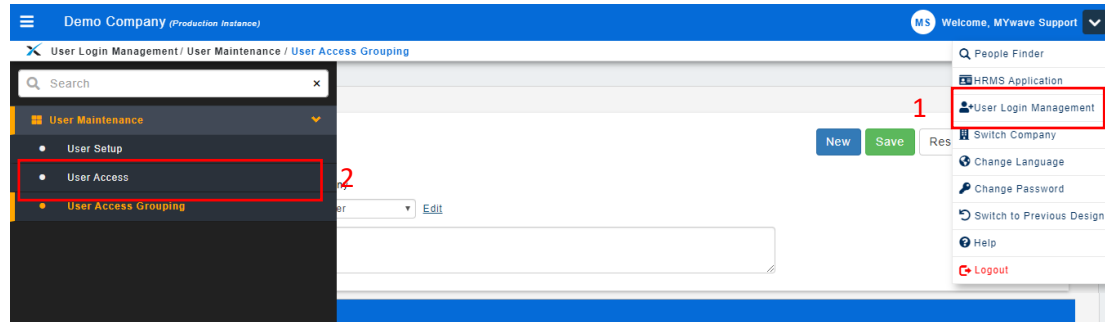 Demo Company (Production Instance)
MS Welcome, MYwave Support
User Login Management / User Maintenance / User Access Grouping
Search ×
User Maintenance
User Setup
User Access
User Access Grouping
1
2
New Save Res
er Edit
People Finder
HRMS Application
User Login Management
Switch Company
Change Language
Change Password
Switch to Previous Design
Help
Logout